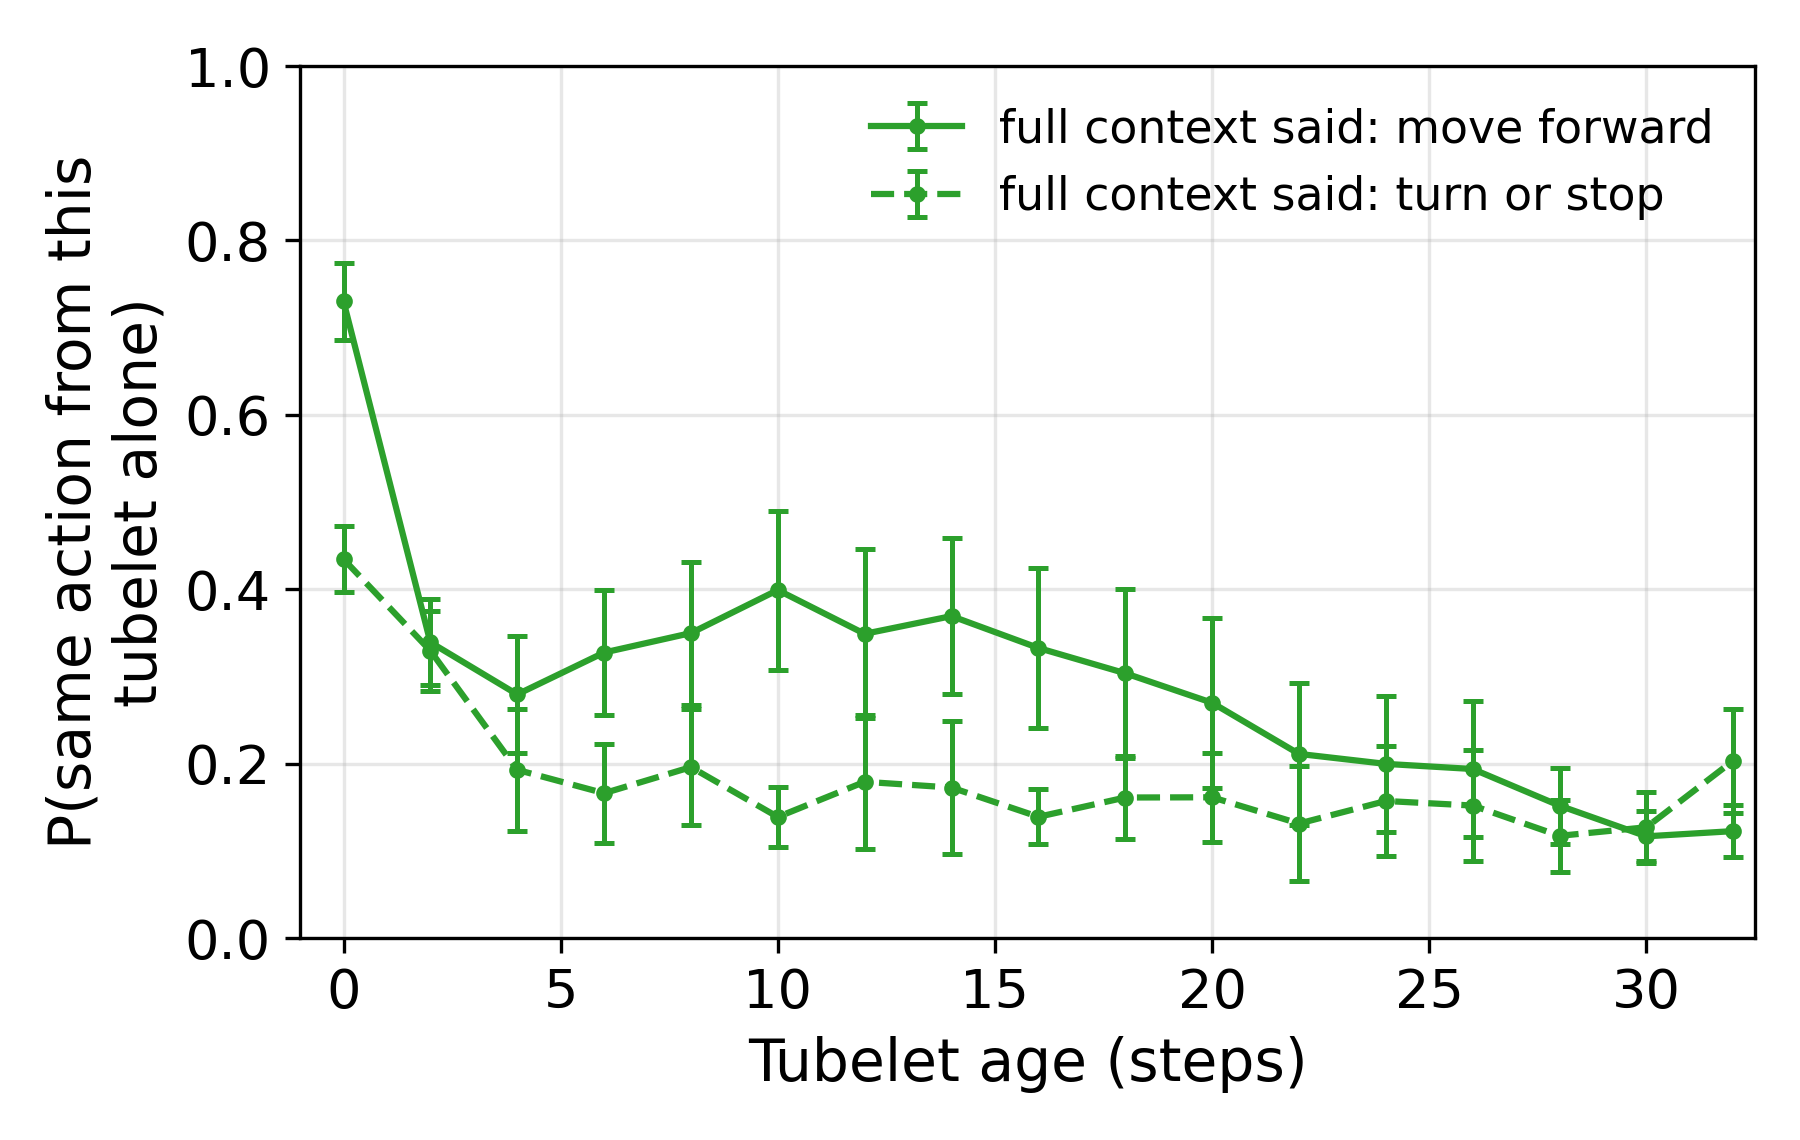 P(same action from this
tubelet alone)
1.0
0.8
0.6
0.4
0.2
0.0
full context said: move forward
full context said: turn or stop
0 5 10 15 20 25 30
Tubelet age (steps)